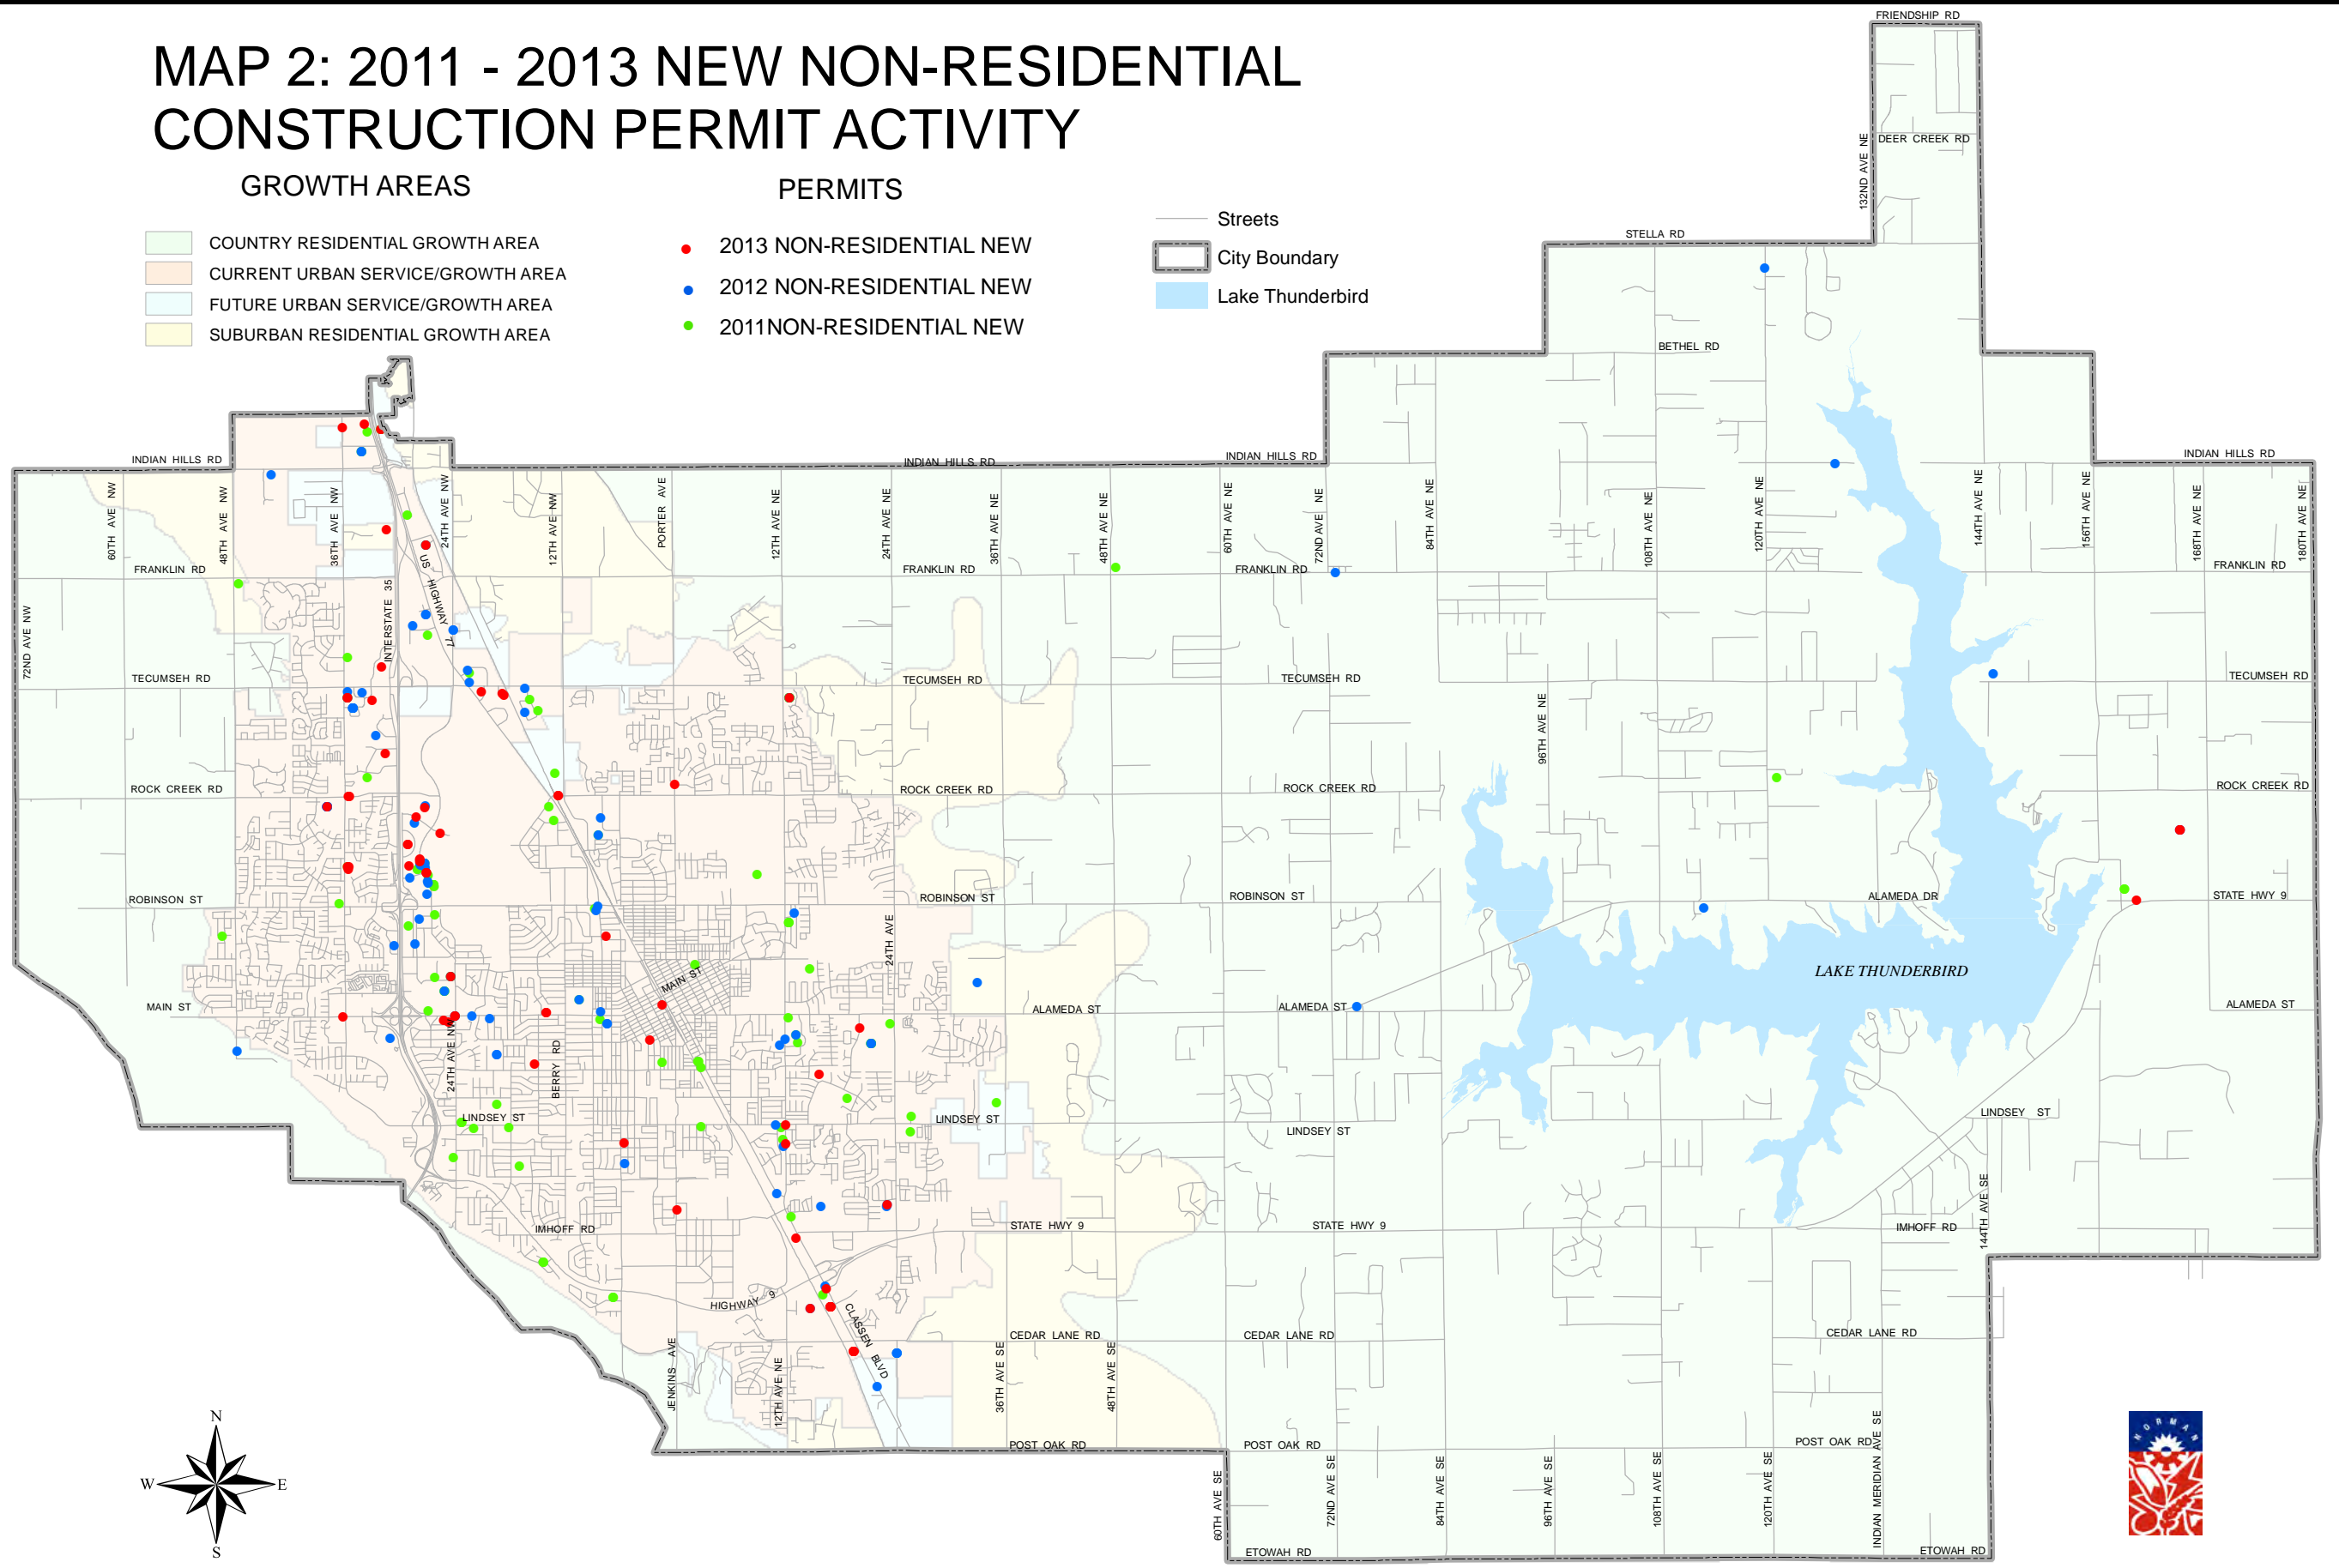 FRIENDSHIP RD
MAP 2: 2011 - 2013 NEW NON-RESIDENTIAL
CONSTRUCTION PERMIT ACTIVITY
DEER CREEK RD
132ND AVE NE
GROWTH AREAS
COUNTRY RESIDENTIAL GROWTH AREA
CURRENT URBAN SERVICE/GROWTH AREA
FUTURE URBAN SERVICE/GROWTH AREA
SUBURBAN RESIDENTIAL GROWTH AREA
PERMITS
2013 NON-RESIDENTIAL NEW
2012 NON-RESIDENTIAL NEW
2011NON-RESIDENTIAL NEW
Streets
City Boundary
Lake Thunderbird
STELLA RD
BETHEL RD
INDIAN HILLS RD
INDIAN HILLS RD
INDIAN HILLS RD
INDIAN HILLS RD
60TH AVE NW
48TH AVE NW
36TH AVE NW
24TH AVE NW
12TH AVE NW
PORTER AVE
12TH AVE NE
24TH AVE NE
36TH AVE NE
48TH AVE NE
60TH AVE NE
72ND AVE NE
84TH AVE NE
108TH AVE NE
120TH AVE NE
144TH AVE NE
156TH AVE NE
168TH AVE NE
180TH AVE NE
FRANKLIN RD
FRANKLIN RD
FRANKLIN RD
FRANKLIN RD
72ND AVE NW
INTERSTATE 35
US HIGHWAY 77
TECUMSEH RD
TECUMSEH RD
TECUMSEH RD
TECUMSEH RD
96TH AVE NE
ROCK CREEK RD
ROCK CREEK RD
ROCK CREEK RD
ROCK CREEK RD
ROBINSON ST
ROBINSON ST
ROBINSON ST
ALAMEDA DR
STATE HWY 9
24TH AVE
MAIN ST
LAKE THUNDERBIRD
MAIN ST
ALAMEDA ST
ALAMEDA ST
ALAMEDA ST
24TH AVE NW
BERRY RD
LINDSEY ST
LINDSEY ST
LINDSEY ST
LINDSEY ST
144TH AVE SE
IMHOFF RD
STATE HWY 9
STATE HWY 9
IMHOFF RD
HIGHWAY 9
CLASSEN BLVD
CEDAR LANE RD
CEDAR LANE RD
CEDAR LANE RD
JENKINS AVE
12TH AVE NE
36TH AVE SE
48TH AVE SE
POST OAK RD
POST OAK RD
POST OAK RD
60TH AVE SE
72ND AVE SE
84TH AVE SE
96TH AVE SE
108TH AVE SE
120TH AVE SE
INDIAN MERIDIAN AVE SE
ETOWAH RD
ETOWAH RD
N
W
E
S
NORMAN